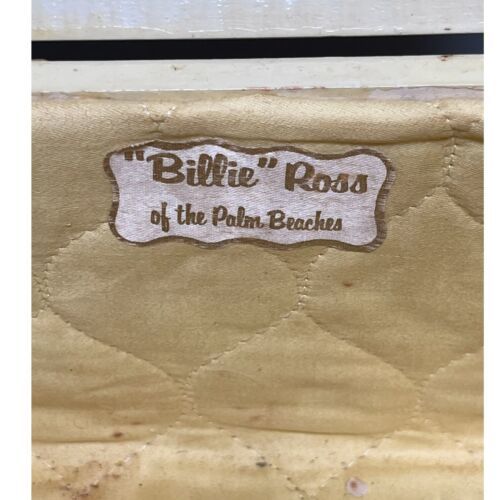 "Billie" Ross
of the Palm Beaches